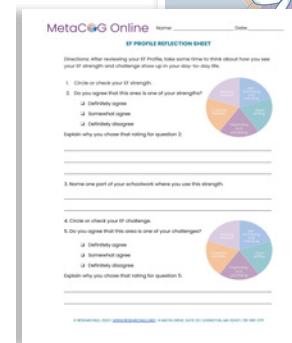 MetaCOG Online Name: Date:
EF PROFILE REFLECTION SHEET
Directions: After reviewing your EF Profile, take some time to think about how you see
your EF strength and challenge show up in your day-to-day life.
1. Circle or check your EF strength.
2. Do you agree that this area is one of your strengths?
Definitely agree
Somewhat agree
Definitely disagree
Explain why you chose that rating for question 2:
3. Name one part of your schoolwork where you use this strength.
4. Circle or check your EF challenge.
5. Do you agree that this area is one of your challenges?
Definitely agree
Somewhat agree
Definitely disagree
Explain why you chose that rating for question 5: